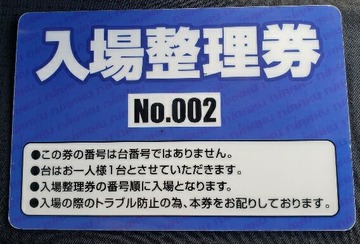 入場整理券
No.002
●この券の番号は台番号ではありません。
●台はお一人様1台とさせていただきます。
●入場整理券の番号順に入場となります。
●入場の際のトラブル防止の為、本券をお配りしております。